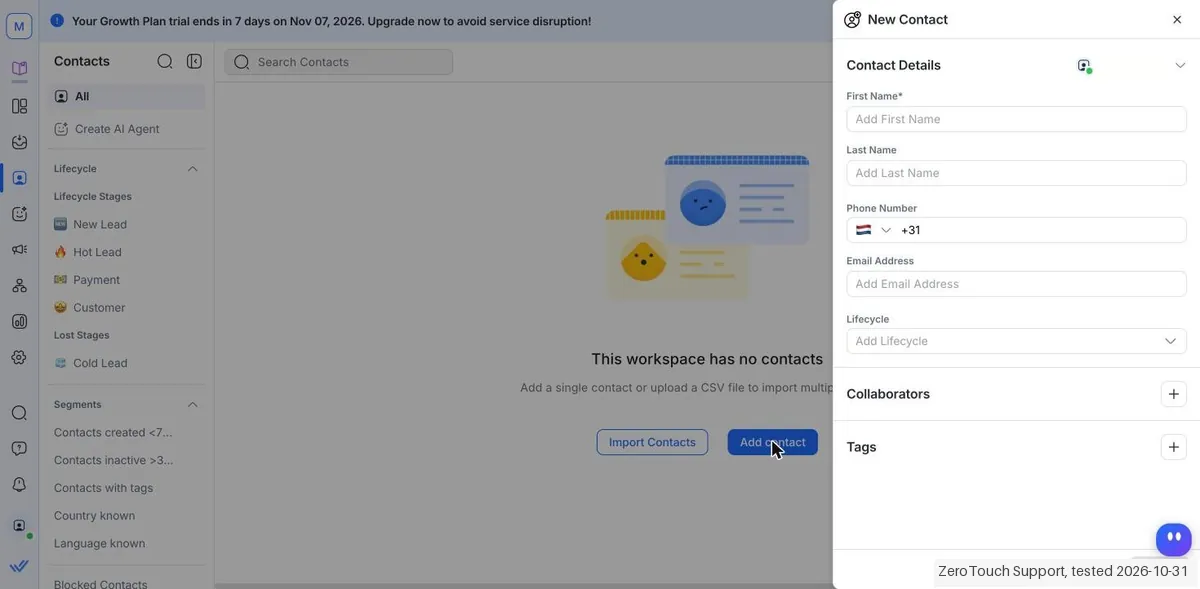 M
Your Growth Plan trial ends in 7 days on Nov 07, 2026. Upgrade now to avoid service disruption!
Contacts
All
Create AI Agent
Lifecycle
Lifecycle Stages
New Lead
Hot Lead
Payment
Customer
Lost Stages
Cold Lead
Segments
Contacts created <7...
Contacts inactive >3...
Contacts with tags
Country known
Language known
Blocked Contacts
Search Contacts
This workspace has no contacts
Add a single contact or upload a CSV file to import multip
Import Contacts
Add contact
New Contact
Contact Details
First Name*
Add First Name
Last Name
Add Last Name
Phone Number
+31
Email Address
Add Email Address
Lifecycle
Add Lifecycle
Collaborators
Tags
ZeroTouch Support, tested 2026-10-31